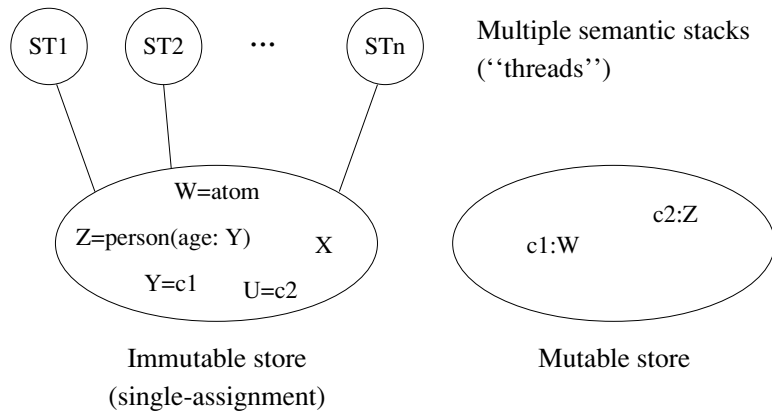 ST1 ST2 ... STn
Multiple semantic stacks
(‘‘threads’’)
W=atom
Z=person(age: Y)
X
Y=c1
U=c2
c2:Z
c1:W
Immutable store
(single-assignment)
Mutable store